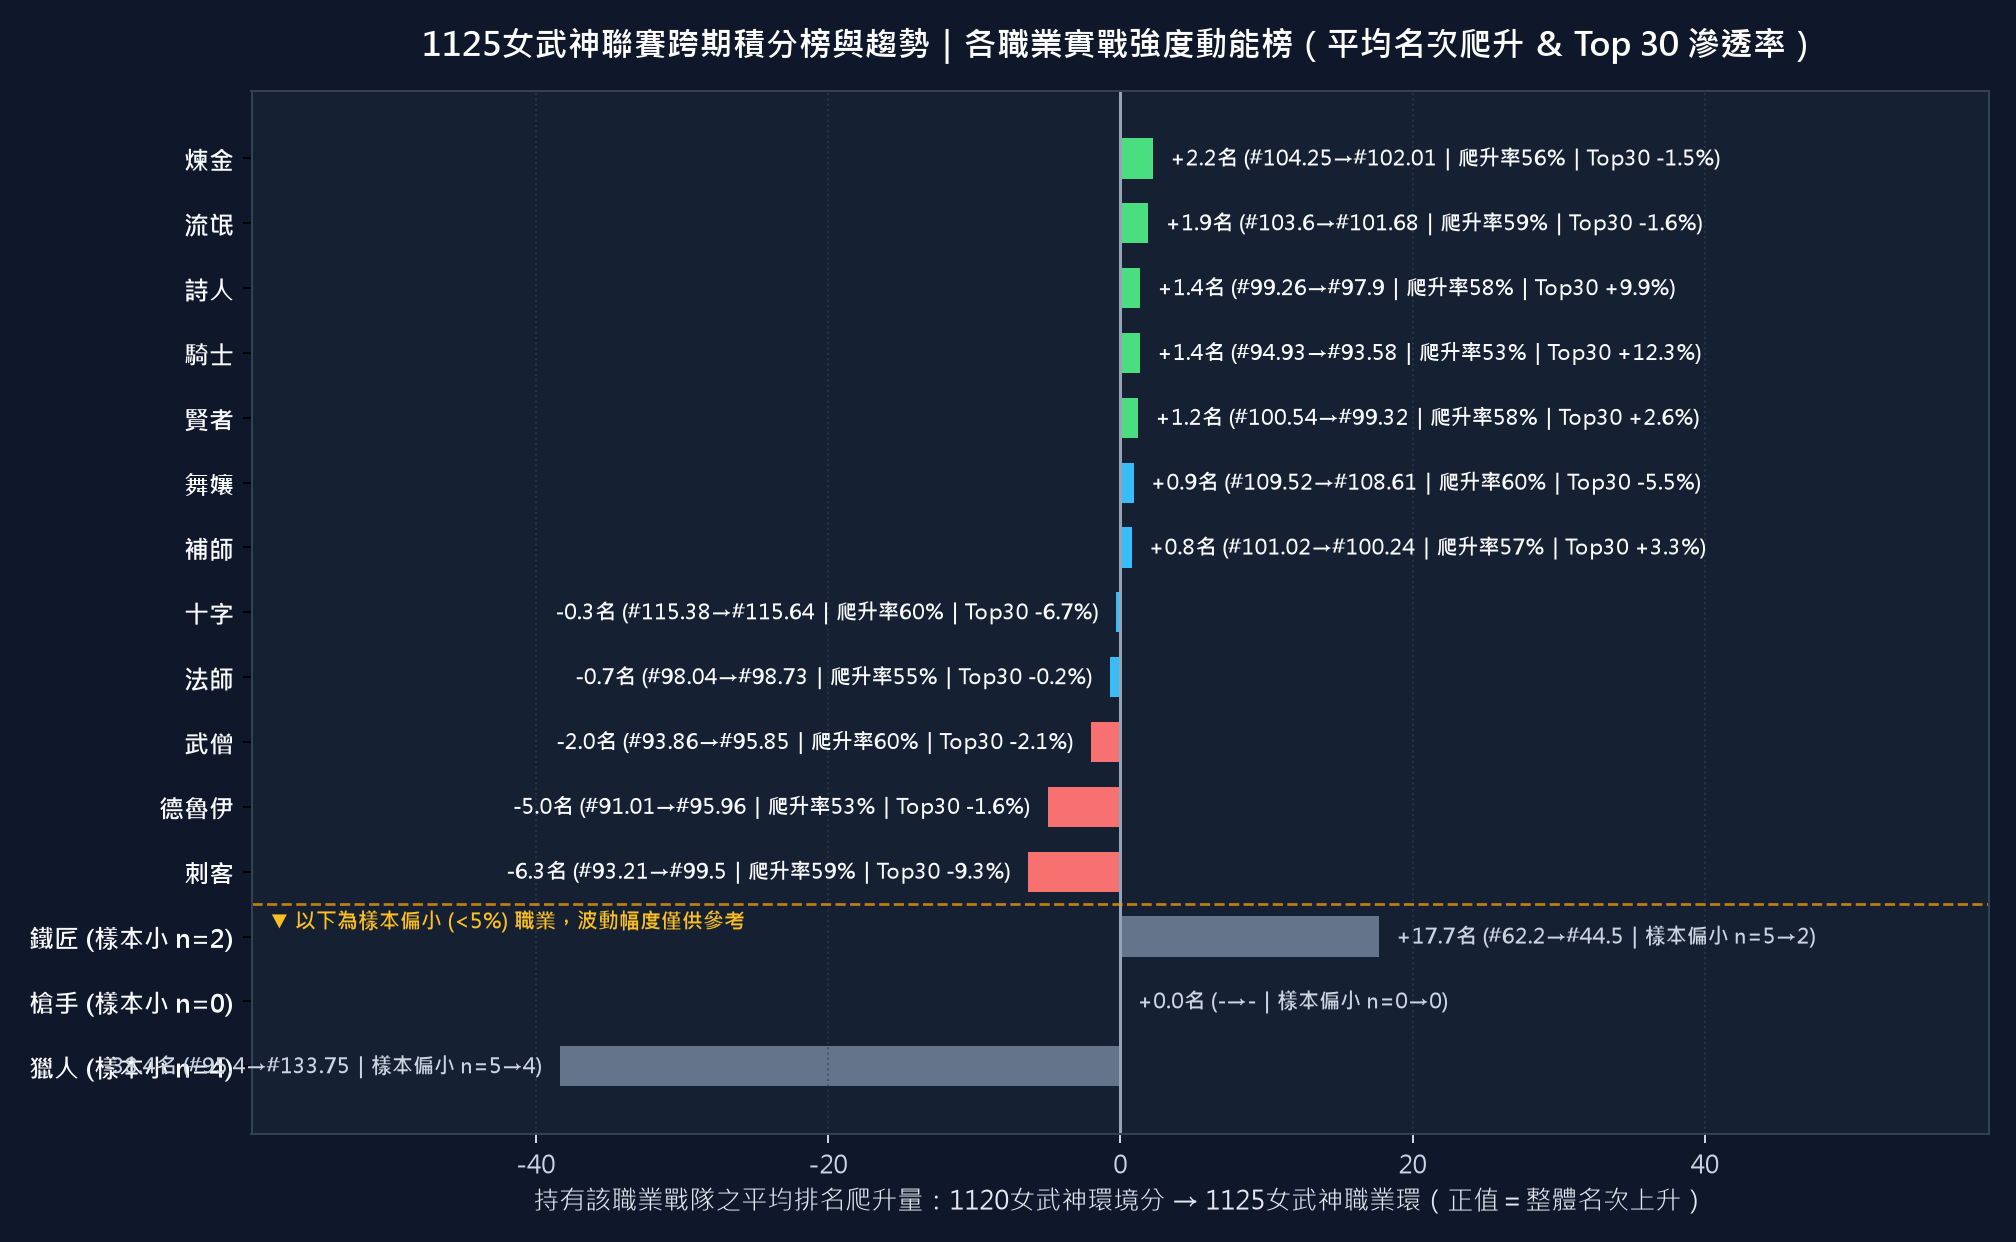 1125女武神聯賽跨期積分榜與趨勢 | 各職業實戰強度動能榜 ( 平均名次爬升 & Top 30 滲透率 )
煉金 +2.2名 (#104.25→#102.01 | 爬升率56% | Top30 -1.5%)
流氓 +1.9名 (#103.6→#101.68 | 爬升率59% | Top30 -1.6%)
詩人 +1.4名 (#99.26→#97.9 | 爬升率58% | Top30 +9.9%)
騎士 +1.4名 (#94.93→#93.58 | 爬升率53% | Top30 +12.3%)
賢者 +1.2名 (#100.54→#99.32 | 爬升率58% | Top30 +2.6%)
舞孃 +0.9名 (#109.52→#108.61 | 爬升率60% | Top30 -5.5%)
補師 +0.8名 (#101.02→#100.24 | 爬升率57% | Top30 +3.3%)
十字 -0.3名 (#115.38→#115.64 | 爬升率60% | Top30 -6.7%)
法師 -0.7名 (#98.04→#98.73 | 爬升率55% | Top30 -0.2%)
武僧 -2.0名 (#93.86→#95.85 | 爬升率60% | Top30 -2.1%)
德魯伊 -5.0名 (#91.01→#95.96 | 爬升率53% | Top30 -1.6%)
刺客 -6.3名 (#93.21→#99.5 | 爬升率59% | Top30 -9.3%)
▼ 以下為樣本偏小 (<5%) 職業，波動幅度僅供參考
鐵匠 (樣本小 n=2) +17.7名 (#62.2→#44.5 | 樣本偏小 n=5→2)
槍手 (樣本小 n=0) +0.0名 (-→- | 樣本偏小 n=0→0)
獵人 (樣本小 n=4) →#133.75 | 樣本偏小 n=5→4)
-40 -20 0 20 40
持有該職業戰隊之平均排名爬升量：1120女武神環境分 → 1125女武神職業環 ( 正值 = 整體名次上升 )